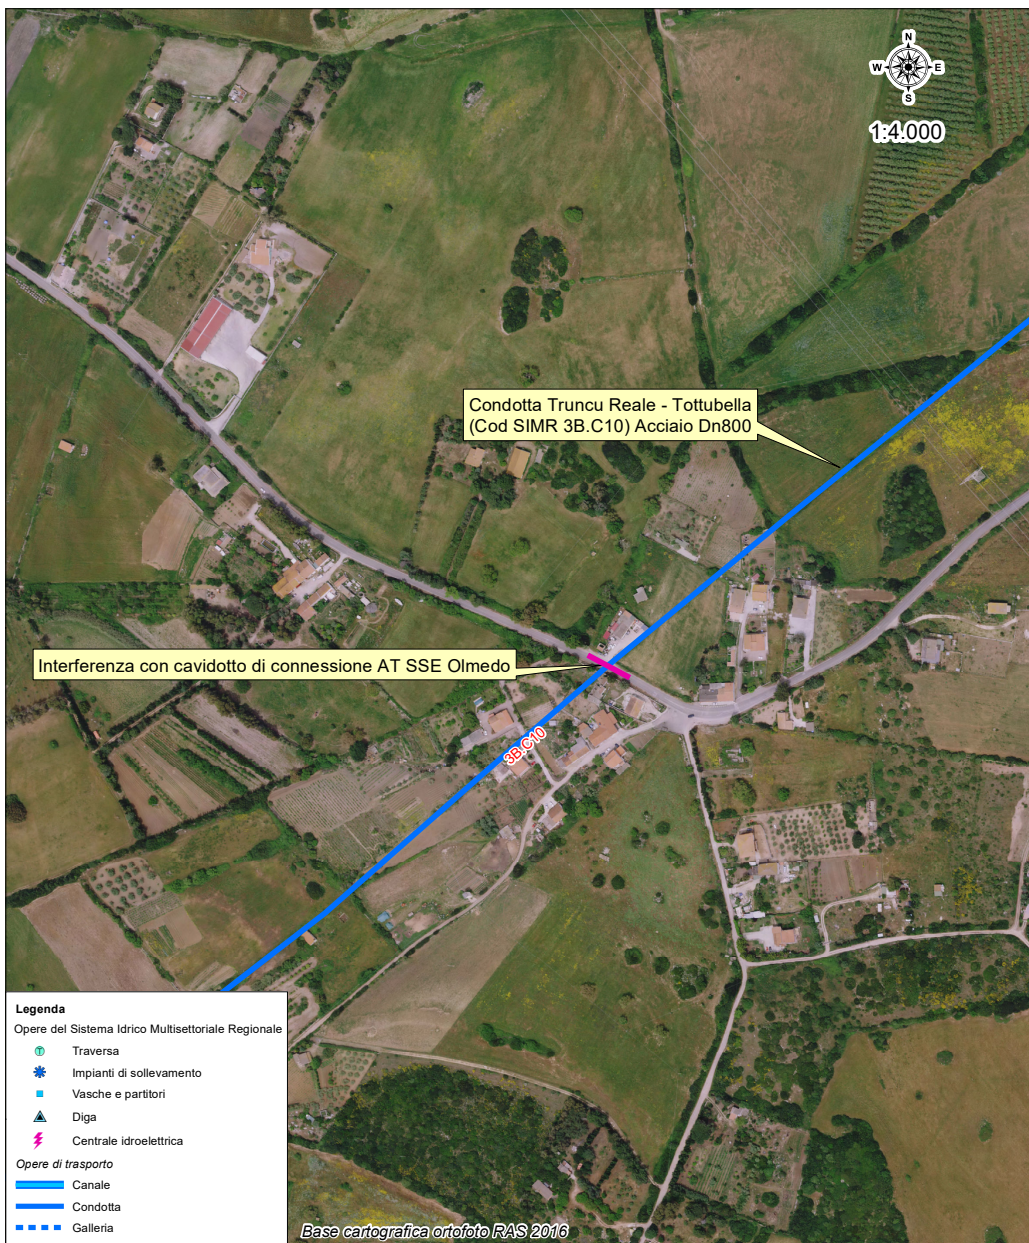 N
W E
S
1:4.000
Condotta Truncu Reale - Tottubella
(Cod SIMR 3B.C10) Acciaio Dn800
Interferenza con cavidotto di connessione AT SSE Olmedo
3B.C10
Legenda
Opere del Sistema Idrico Multisettoriale Regionale
T Traversa
Impianti di sollevamento
Vasche e partitori
Diga
Centrale idroelettrica
Opere di trasporto
Canale
Condotta
Galleria
Base cartografica ortofoto RAS 2016